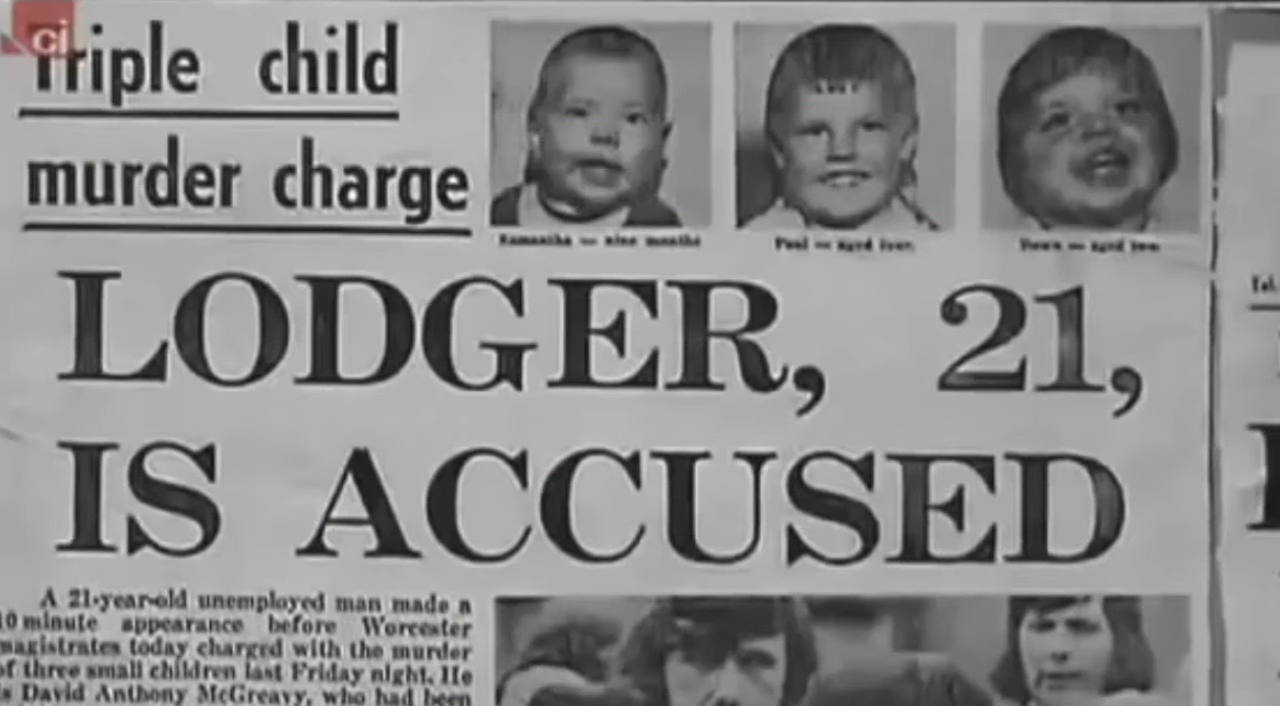 ci
Triple child
murder charge
Samantha — nine months
Paul — aged four.
Dawn — aged two
LODGER, 21,
IS ACCUSED
A 21-year-old unemployed man made a
10 minute appearance before Worcester
magistrates today charged with the murder
of three small children last Friday night. He
is David Anthony McGreavy, who had been
Tel.